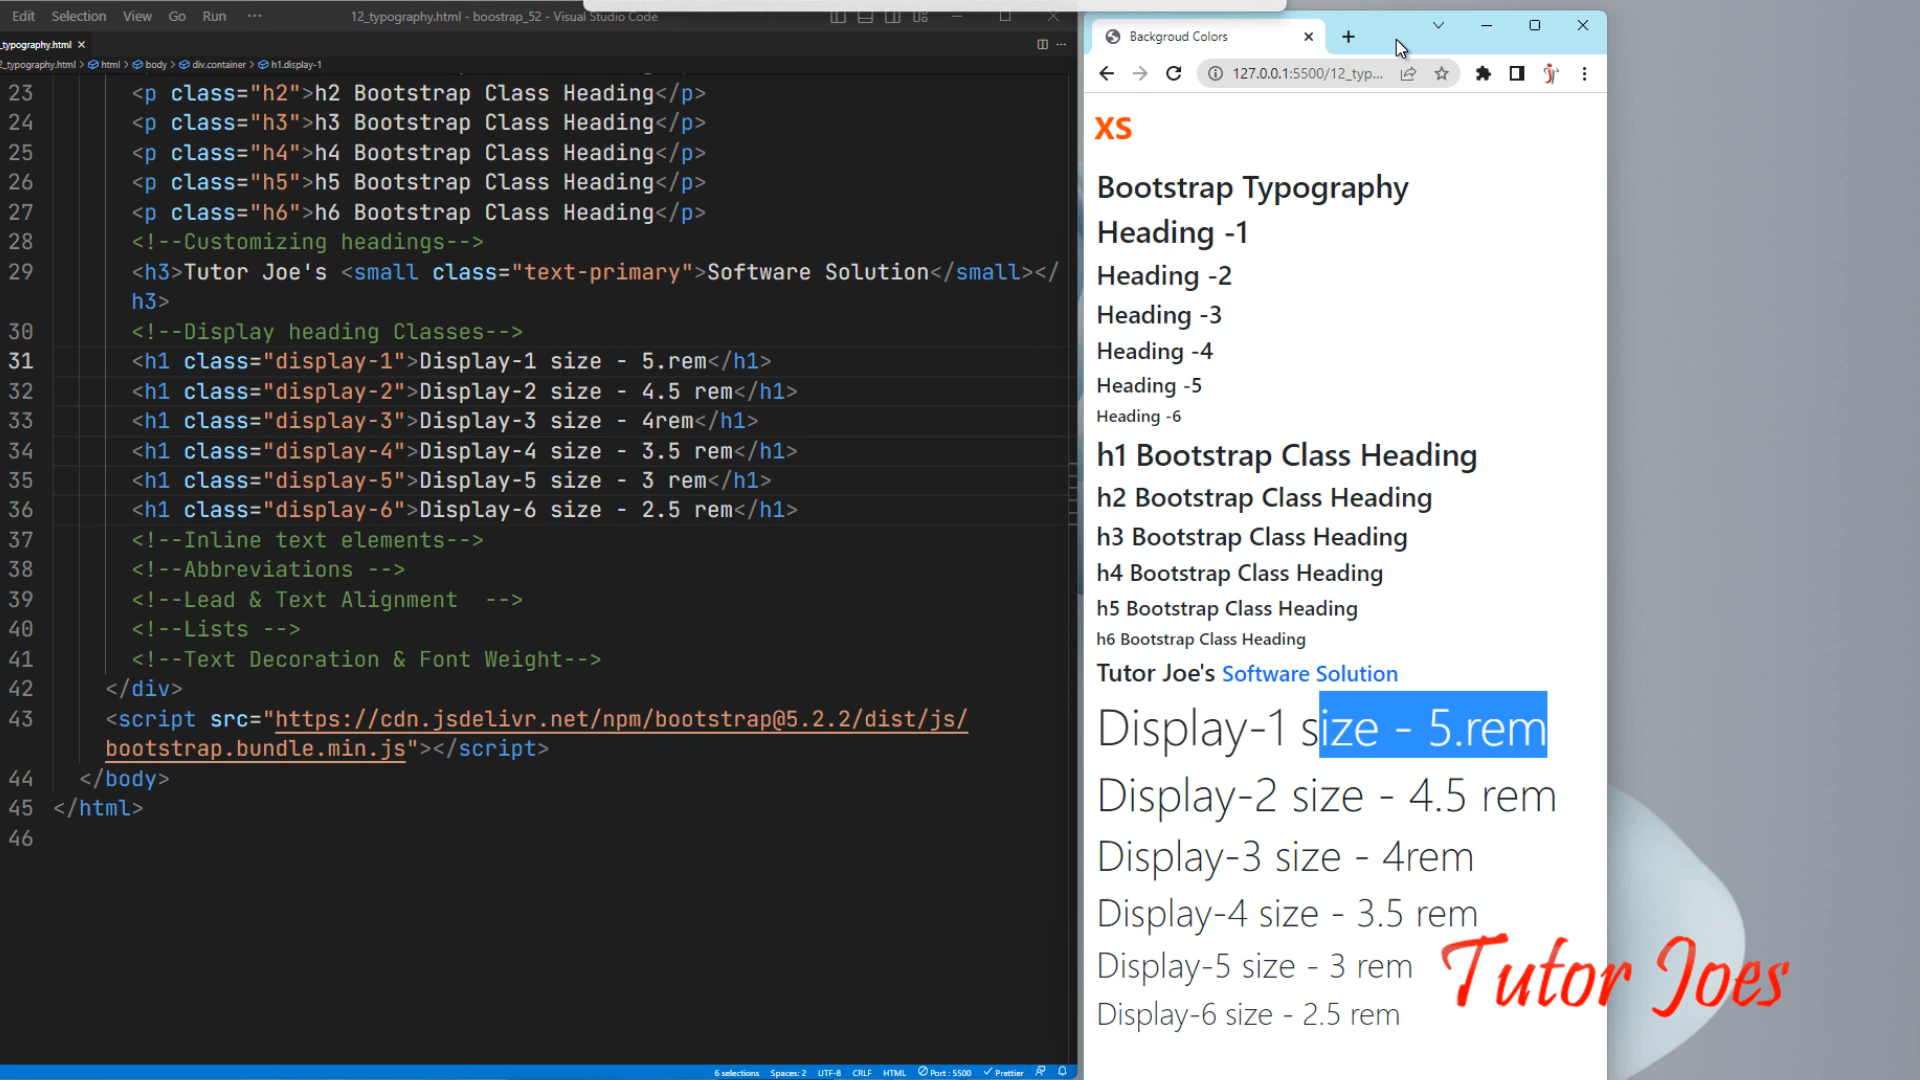 Edit Selection View Go Run ··· 12_typography.html - boostrap_52 - Visual Studio Code
_typography.html
2_typography.html > html > body > div.container > h1.display-1
23 <p class="h2">h2 Bootstrap Class Heading</p>
24 <p class="h3">h3 Bootstrap Class Heading</p>
25 <p class="h4">h4 Bootstrap Class Heading</p>
26 <p class="h5">h5 Bootstrap Class Heading</p>
27 <p class="h6">h6 Bootstrap Class Heading</p>
28 <!--Customizing headings-->
29 <h3>Tutor Joe's <small class="text-primary">Software Solution</small></
h3>
30 <!--Display heading Classes-->
31 <h1 class="display-1">Display-1 size - 5.rem</h1>
32 <h1 class="display-2">Display-2 size - 4.5 rem</h1>
33 <h1 class="display-3">Display-3 size - 4rem</h1>
34 <h1 class="display-4">Display-4 size - 3.5 rem</h1>
35 <h1 class="display-5">Display-5 size - 3 rem</h1>
36 <h1 class="display-6">Display-6 size - 2.5 rem</h1>
37 <!--Inline text elements-->
38 <!--Abbreviations -->
39 <!--Lead & Text Alignment  -->
40 <!--Lists -->
41 <!--Text Decoration & Font Weight-->
42 </div>
43 <script src="https://cdn.jsdelivr.net/npm/bootstrap@5.2.2/dist/js/
bootstrap.bundle.min.js"></script>
44 </body>
45 </html>
46
6 selections Spaces: 2 UTF-8 CRLF HTML Port : 5500 Prettier
Backgroud Colors
127.0.0.1:5500/12_typ...
XS
Bootstrap Typography
Heading -1
Heading -2
Heading -3
Heading -4
Heading -5
Heading -6
h1 Bootstrap Class Heading
h2 Bootstrap Class Heading
h3 Bootstrap Class Heading
h4 Bootstrap Class Heading
h5 Bootstrap Class Heading
h6 Bootstrap Class Heading
Tutor Joe's Software Solution
Display-1 size - 5.rem
Display-2 size - 4.5 rem
Display-3 size - 4rem
Display-4 size - 3.5 rem
Display-5 size - 3 rem
Display-6 size - 2.5 rem
Tutor Joes